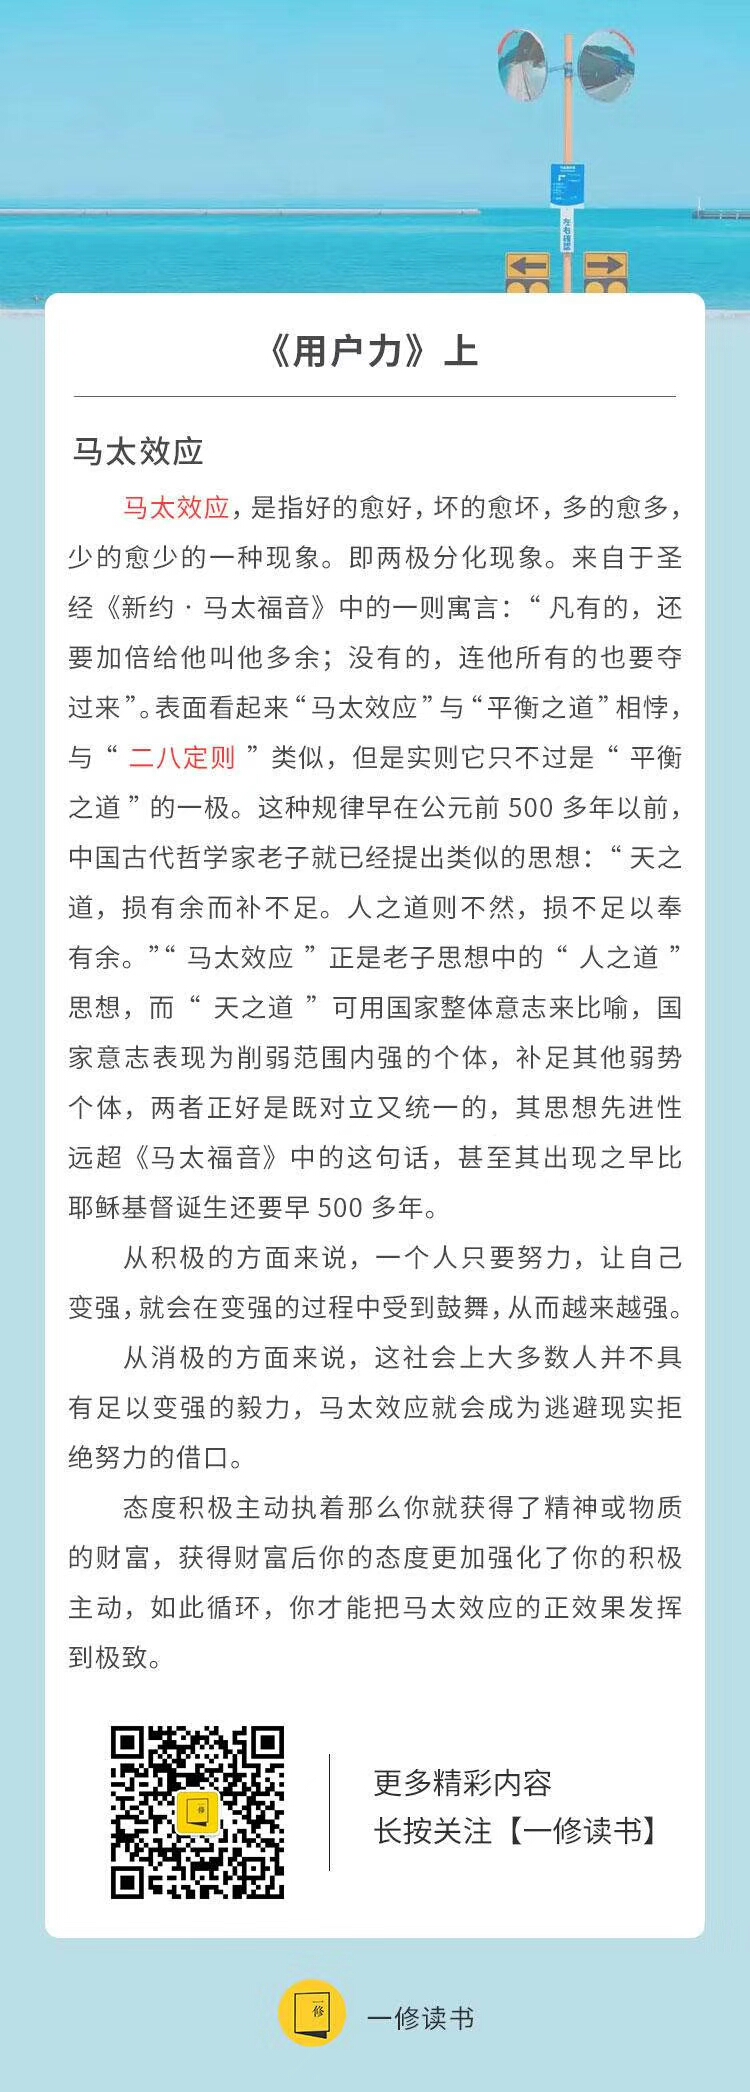 左右確認
《用户力》上
马太效应
马太效应，是指好的愈好，坏的愈坏，多的愈多，
少的愈少的一种现象。即两极分化现象。来自于圣
经《新约·马太福音》中的一则寓言：“凡有的，还
要加倍给他叫他多余；没有的，连他所有的也要夺
过来”。表面看起来“马太效应”与“平衡之道”相悖，
与“二八定则”类似，但是实则它只不过是“平衡
之道”的一极。这种规律早在公元前 500 多年以前，
中国古代哲学家老子就已经提出类似的思想：“天之
道，损有余而补不足。人之道则不然，损不足以奉
有余。”“马太效应”正是老子思想中的“人之道”
思想，而“天之道”可用国家整体意志来比喻，国
家意志表现为削弱范围内强的个体，补足其他弱势
个体，两者正好是既对立又统一的，其思想先进性
远超《马太福音》中的这句话，甚至其出现之早比
耶稣基督诞生还要早 500 多年。
从积极的方面来说，一个人只要努力，让自己
变强，就会在变强的过程中受到鼓舞，从而越来越强。
从消极的方面来说，这社会上大多数人并不具
有足以变强的毅力，马太效应就会成为逃避现实拒
绝努力的借口。
态度积极主动执着那么你就获得了精神或物质
的财富，获得财富后你的态度更加强化了你的积极
主动，如此循环，你才能把马太效应的正效果发挥
到极致。
一修
更多精彩内容
长按关注【一修读书】
一修
一修读书